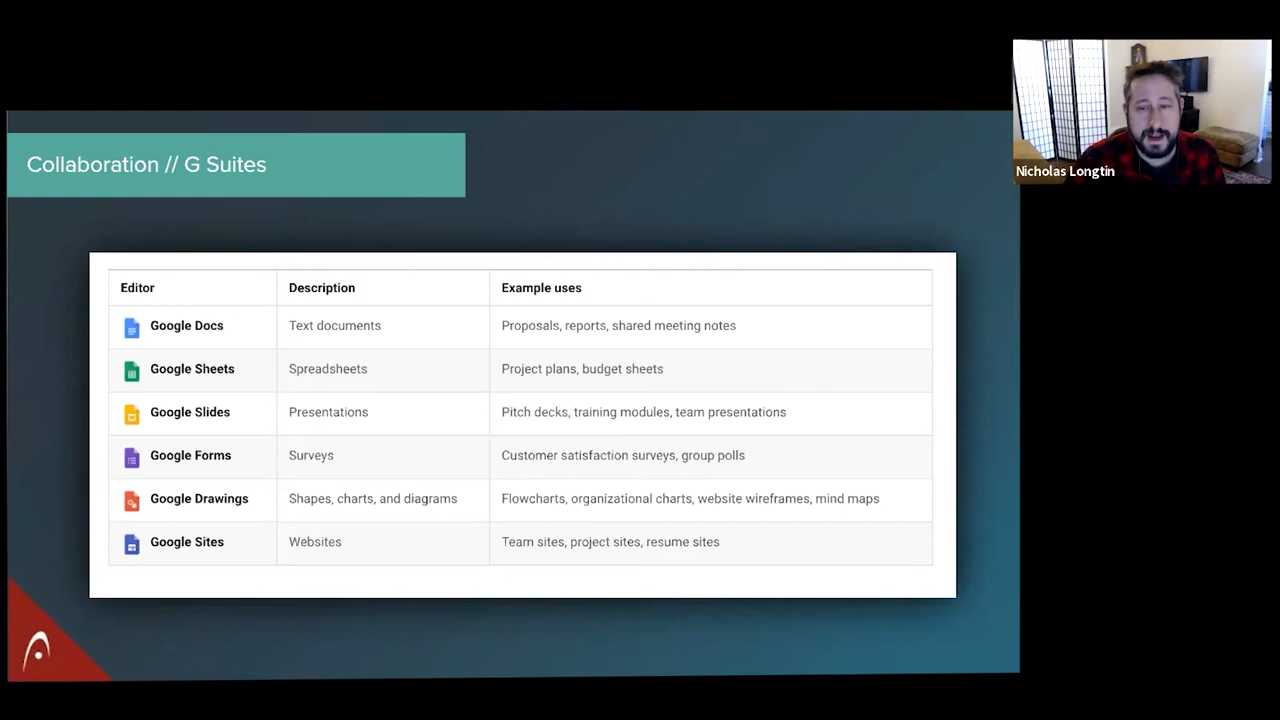 Collaboration // G Suites
Nicholas Longtin
Editor Description Example uses
Google Docs Text documents Proposals, reports, shared meeting notes
Google Sheets Spreadsheets Project plans, budget sheets
Google Slides Presentations Pitch decks, training modules, team presentations
Google Forms Surveys Customer satisfaction surveys, group polls
Google Drawings Shapes, charts, and diagrams Flowcharts, organizational charts, website wireframes, mind maps
Google Sites Websites Team sites, project sites, resume sites